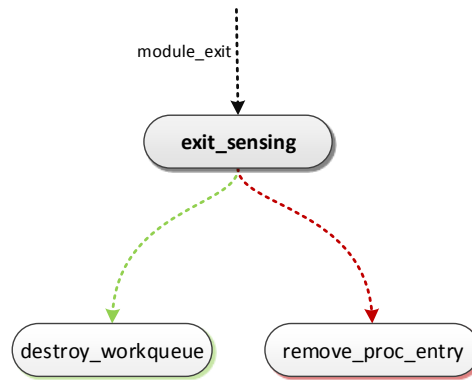 module_exit
exit_sensing
destroy_workqueue
remove_proc_entry